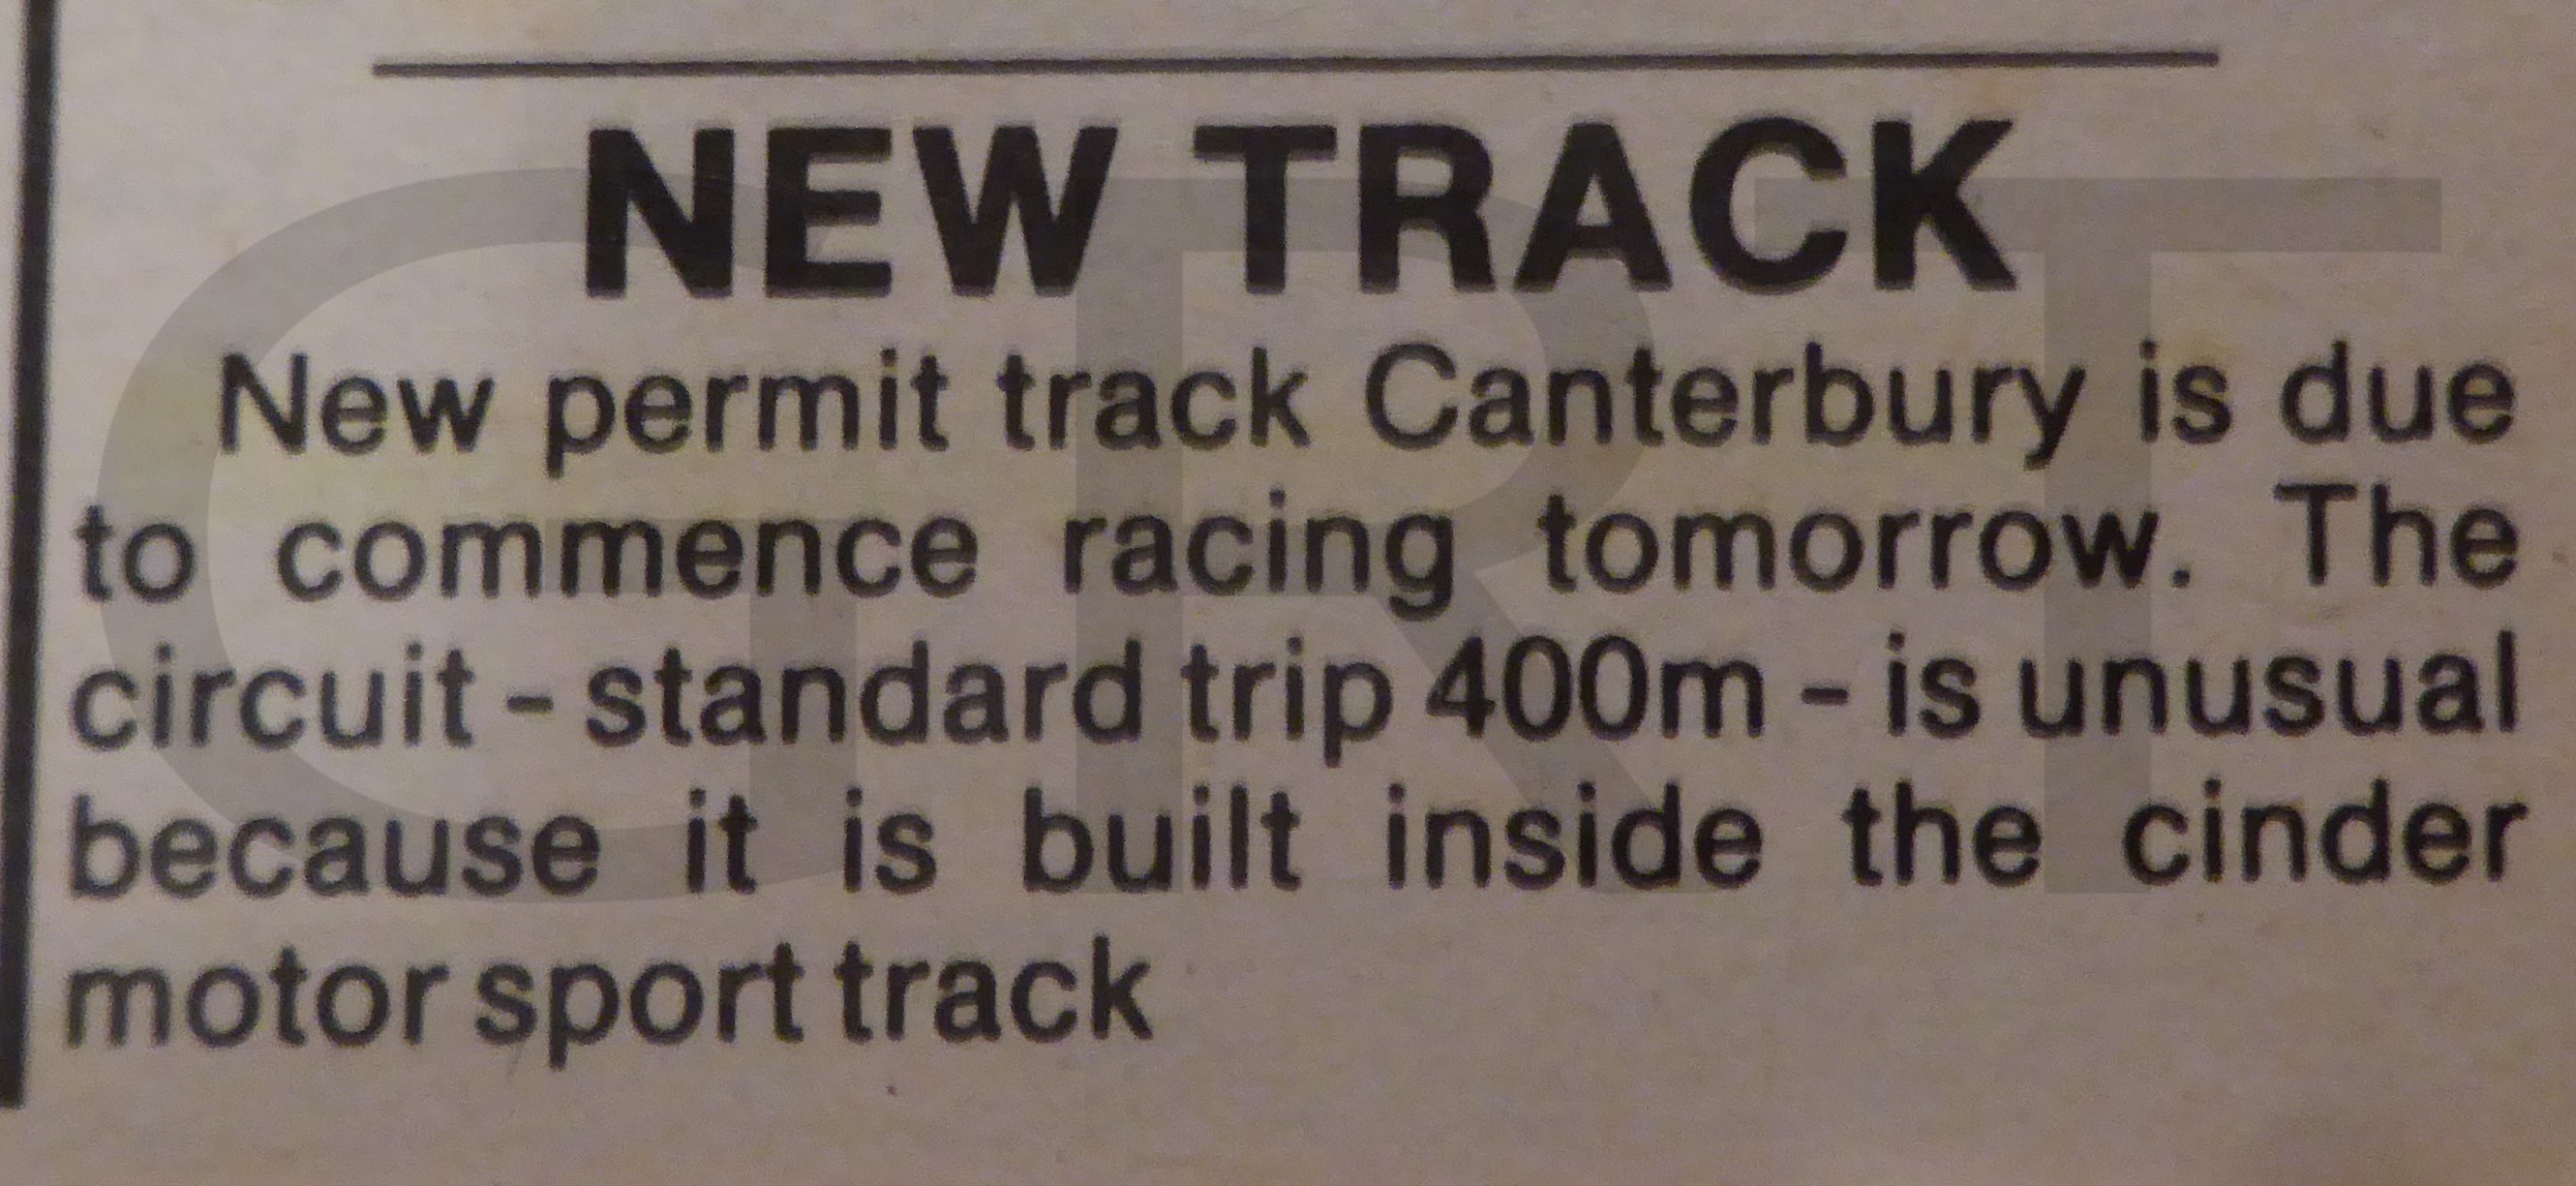 NEW TRACK
New permit track Canterbury is due
to commence racing tomorrow. The
circuit - standard trip 400m - is unusual
because it is built inside the cinder
motor sport track
GRT